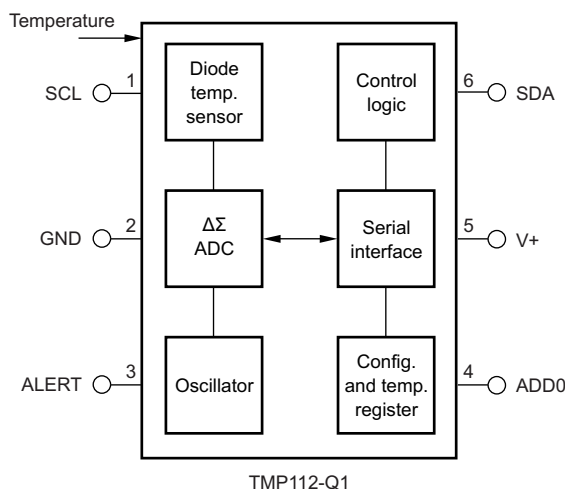 Temperature
SCL
1
Diode
temp.
sensor
Control
logic
6
SDA
GND
2
ΔΣ
ADC
Serial
interface
5
V+
ALERT
3
Oscillator
Config.
and temp.
register
4
ADD0
TMP112-Q1